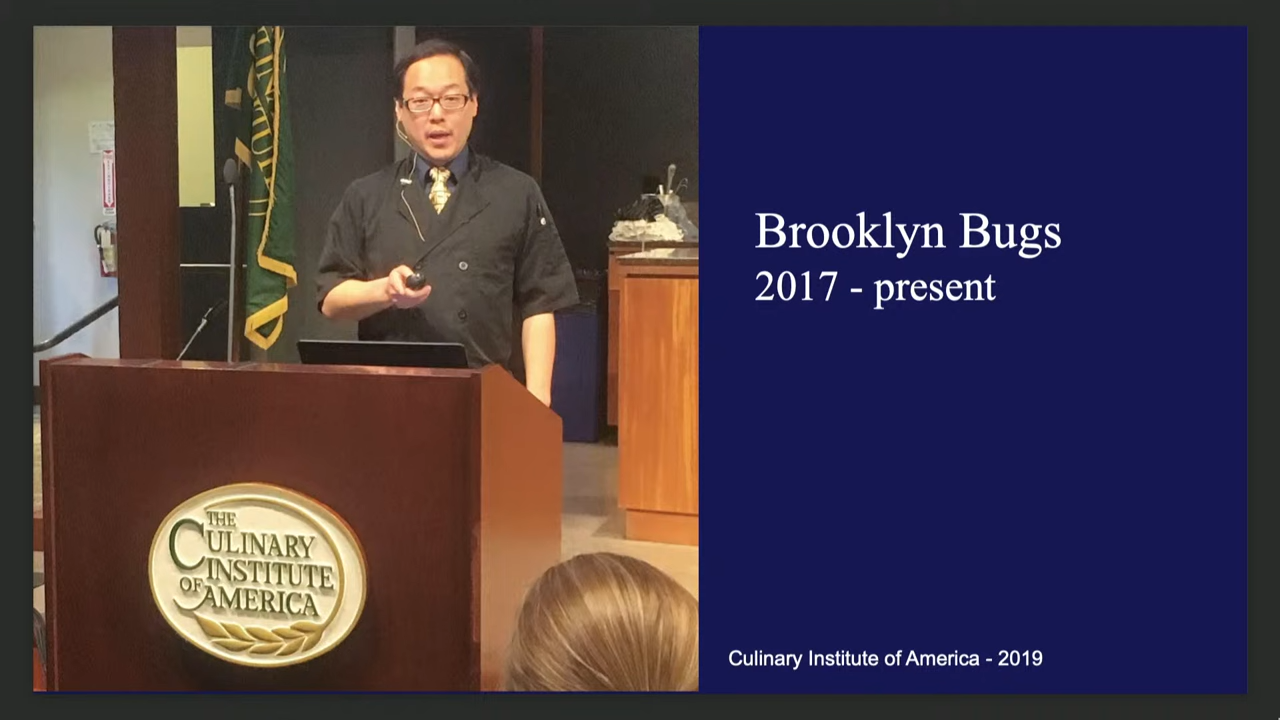 Brooklyn Bugs
2017 - present
THE
CULINARY
INSTITUTE
OF AMERICA
Culinary Institute of America - 2019